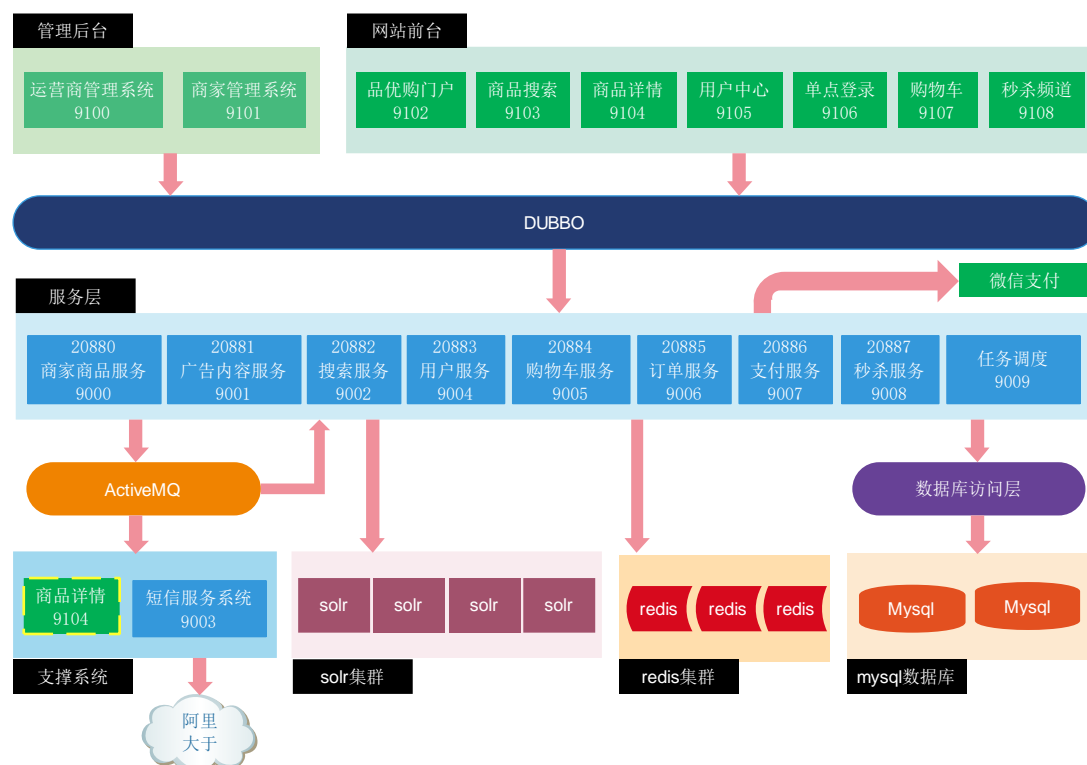 管理后台
网站前台
运营商管理系统
9100
商家管理系统
9101
品优购门户
9102
商品搜索
9103
商品详情
9104
用户中心
9105
单点登录
9106
购物车
9107
秒杀频道
9108
DUBBO
微信支付
服务层
20880
商家商品服务
9000
20881
广告内容服务
9001
20882
搜索服务
9002
20883
用户服务
9004
20884
购物车服务
9005
20885
订单服务
9006
20886
支付服务
9007
20887
秒杀服务
9008
任务调度
9009
ActiveMQ
数据库访问层
商品详情
9104
短信服务系统
9003
solr
solr
solr
solr
redis
redis
redis
Mysql
Mysql
支撑系统
solr集群
redis集群
mysql数据库
阿里
大于